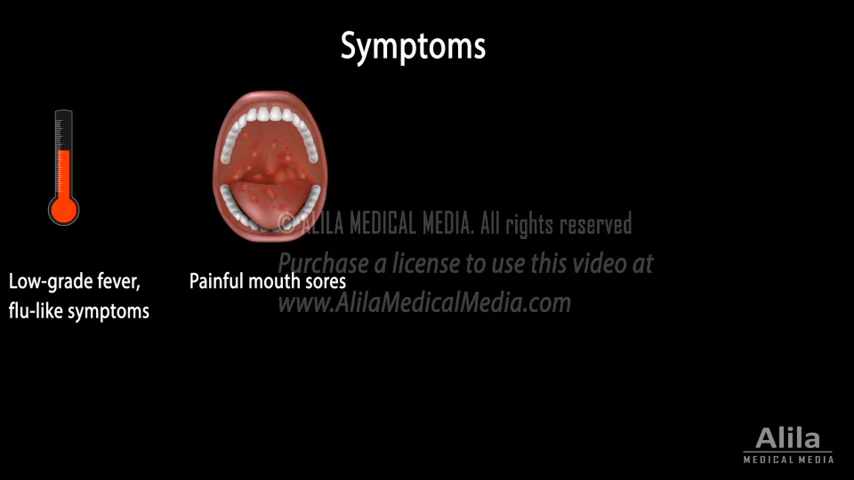 Symptoms
© ALILA MEDICAL MEDIA. All rights reserved
Purchase a license to use this video at
www.AlilaMedicalMedia.com
Low-grade fever,
flu-like symptoms
Painful mouth sores
Alila
MEDICAL MEDIA